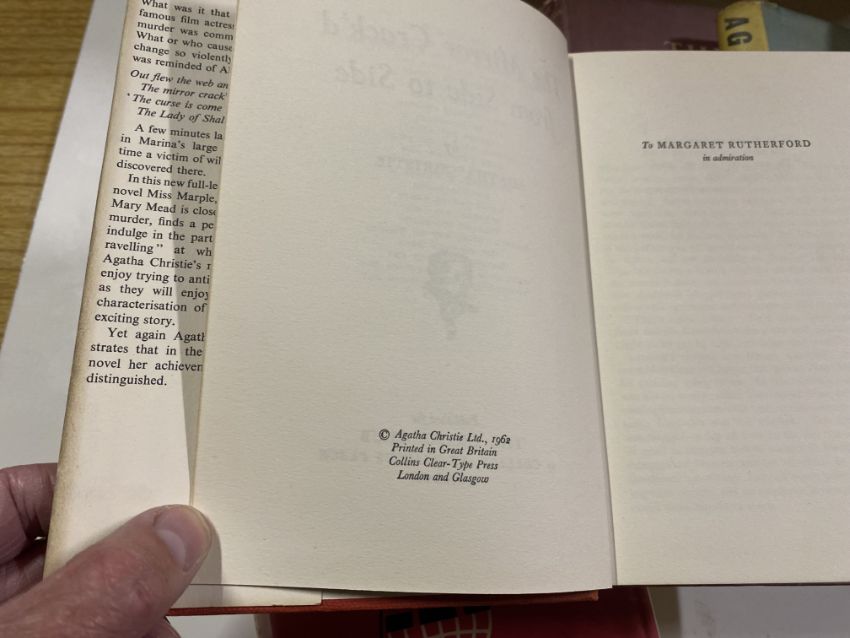 What was it that
famous film actress
murder was comm
What or who cause
change so violently
was reminded of A
Out flew the web an
The mirror crack'
"The curse is come
The Lady of Shal
A few minutes la
in Marina's large
time a victim of wil
discovered there.
In this new full-le
novel Miss Marple,
Mary Mead is close
murder, finds a pe
indulge in the part
ravelling" at wh
Agatha Christie's r
enjoy trying to anti
as they will enjoy
characterisation of
exciting story.
Yet again Agath
strates that in the
novel her achievem
distinguished.
© Agatha Christie Ltd., 1962
Printed in Great Britain
Collins Clear-Type Press
London and Glasgow
AG
To MARGARET RUTHERFORD
in admiration